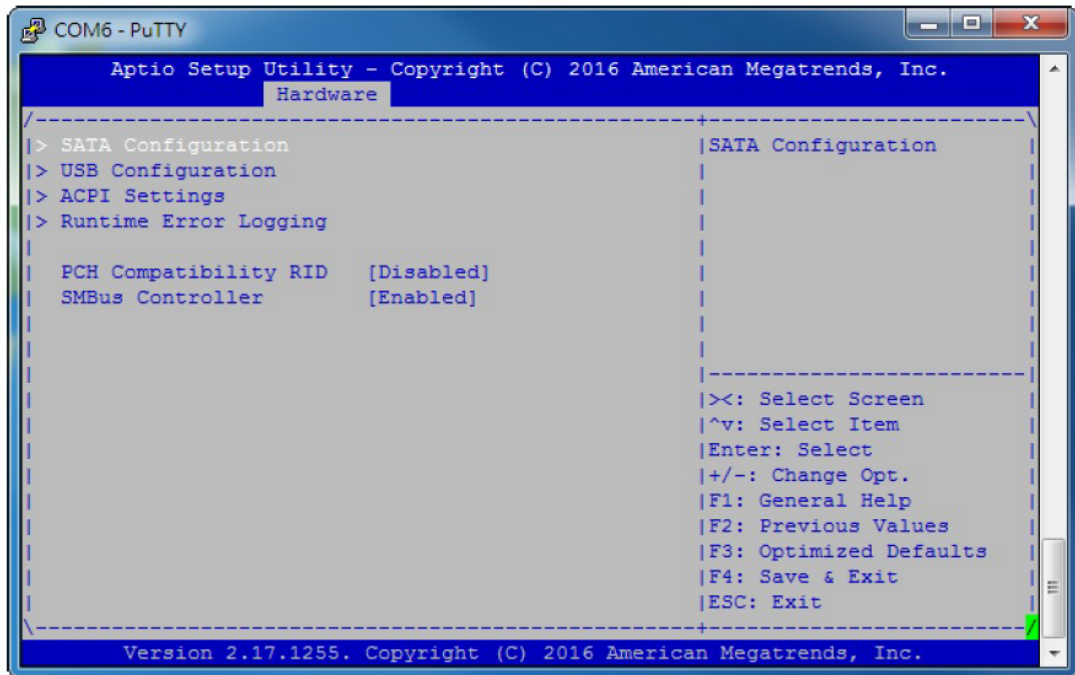 COM6 - PuTTY
Aptio Setup Utility - Copyright (C) 2016 American Megatrends, Inc.
Hardware
/----------------------------------------------------+-------------------------\
|> SATA Configuration                                |SATA Configuration       |
|> USB Configuration                                 |                         |
|> ACPI Settings                                     |                         |
|> Runtime Error Logging                             |                         |
|                                                    |                         |
|  PCH Compatibility RID   [Disabled]                |                         |
|  SMBus Controller        [Enabled]                 |                         |
|                                                    |                         |
|                                                    |                         |
|                                                    |-------------------------|
|                                                    |><: Select Screen        |
|                                                    |^v: Select Item          |
|                                                    |Enter: Select            |
|                                                    |+/-: Change Opt.         |
|                                                    |F1: General Help         |
|                                                    |F2: Previous Values      |
|                                                    |F3: Optimized Defaults   |
|                                                    |F4: Save & Exit          |
|                                                    |ESC: Exit                |
\----------------------------------------------------+-------------------------/
Version 2.17.1255. Copyright (C) 2016 American Megatrends, Inc.